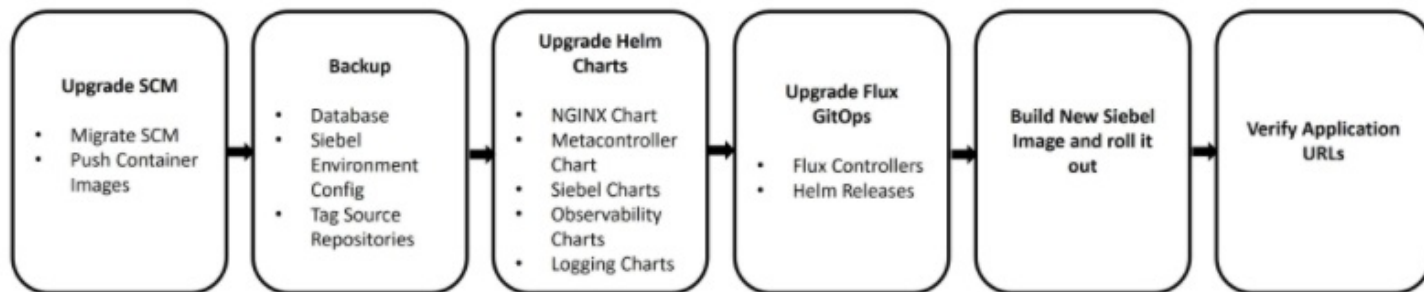 Upgrade SCM
• Migrate SCM
• Push Container
Images
Backup
• Database
• Siebel
Environment
Config
• Tag Source
Repositories
Upgrade Helm
Charts
• NGINX Chart
• Metacontroller
Chart
• Siebel Charts
• Observability
Charts
• Logging Charts
Upgrade Flux
GitOps
• Flux Controllers
• Helm Releases
Build New Siebel
Image and roll it
out
Verify Application
URLs